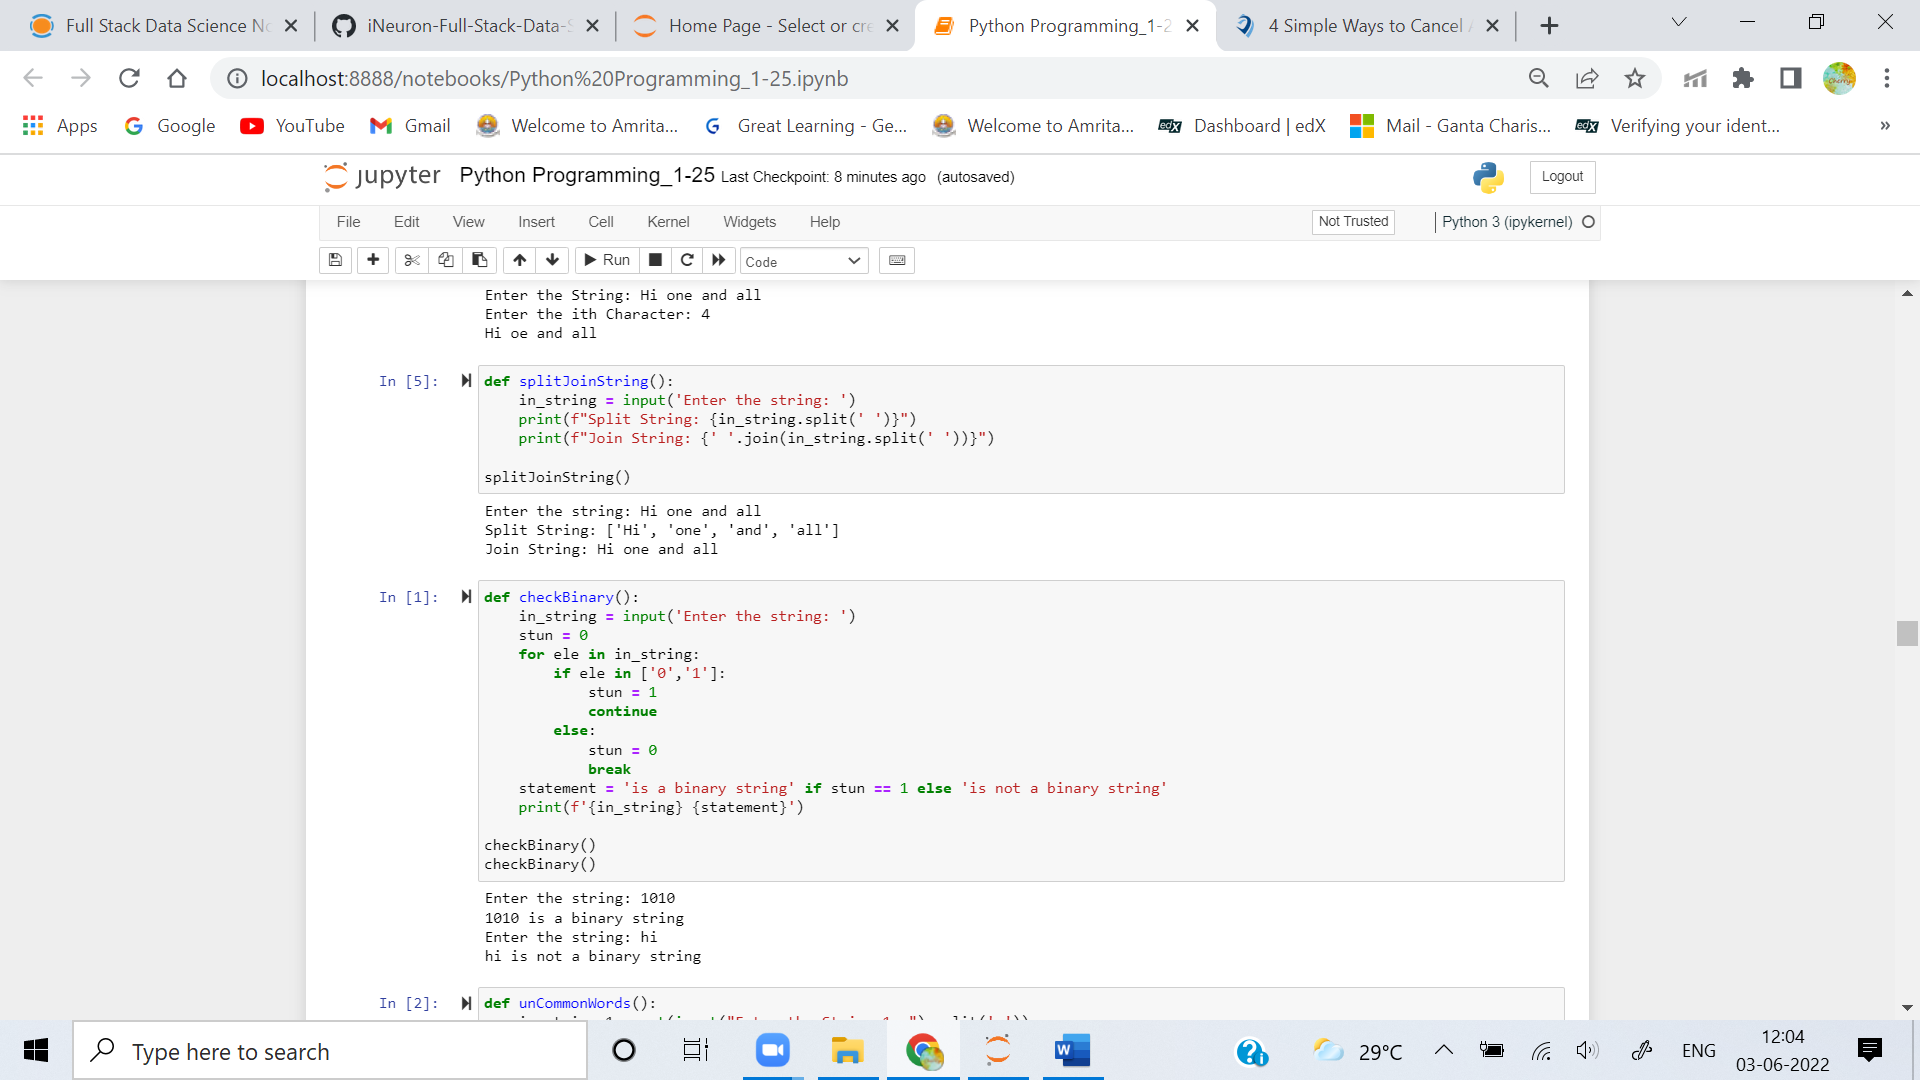 Full Stack Data Science No
iNeuron-Full-Stack-Data-S
Home Page - Select or cre
Python Programming_1-2
4 Simple Ways to Cancel A
localhost:8888/notebooks/Python%20Programming_1-25.ipynb
Apps
Google
YouTube
Gmail
Welcome to Amrita...
Great Learning - Ge...
Welcome to Amrita...
Dashboard | edX
Mail - Ganta Charis...
Verifying your ident...
»
jupyter Python Programming_1-25 Last Checkpoint: 8 minutes ago (autosaved)
Logout
File Edit View Insert Cell Kernel Widgets Help
Not Trusted
Python 3 (ipykernel)
Run
Code
Enter the String: Hi one and all
Enter the ith Character: 4
Hi oe and all
In [5]:
def splitJoinString():
    in_string = input('Enter the string: ')
    print(f"Split String: {in_string.split(' ')}")
    print(f"Join String: {' '.join(in_string.split(' '))}")
splitJoinString()
Enter the string: Hi one and all
Split String: ['Hi', 'one', 'and', 'all']
Join String: Hi one and all
In [1]:
def checkBinary():
    in_string = input('Enter the string: ')
    stun = 0
    for ele in in_string:
        if ele in ['0','1']:
            stun = 1
            continue
        else:
            stun = 0
            break
    statement = 'is a binary string' if stun == 1 else 'is not a binary string'
    print(f'{in_string} {statement}')
checkBinary()
checkBinary()
Enter the string: 1010
1010 is a binary string
Enter the string: hi
hi is not a binary string
In [2]:
def unCommonWords():
Type here to search
29°C
ENG
12:04
03-06-2022